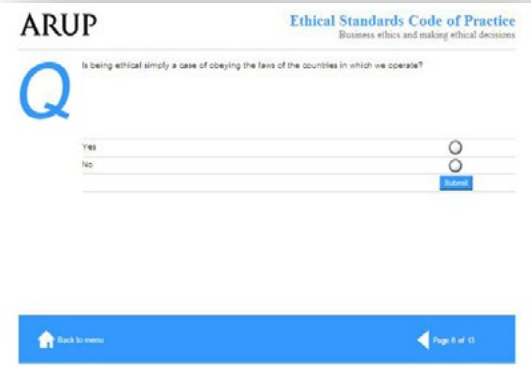 ARUP
Ethical Standards Code of Practice
Business ethics and making ethical decisions
Q
Is being ethical simply a case of obeying the laws of the countries in which we operate?
Yes
No
Submit
Back to menu
Page 6 of 13